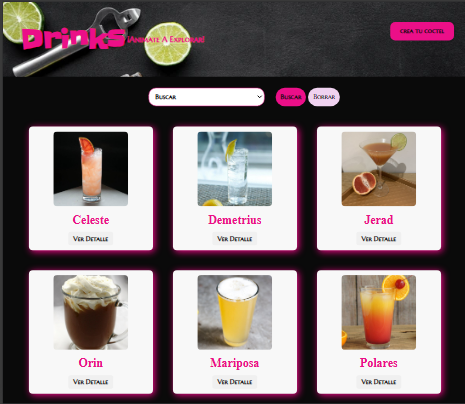 Drinks ¡Animate A Explorar!
CREA TU COCTEL
Buscar Buscar Borrar
Celeste Demetrius Jerad
Ver Detalle Ver Detalle Ver Detalle
Orin Mariposa Polares
Ver Detalle Ver Detalle Ver Detalle